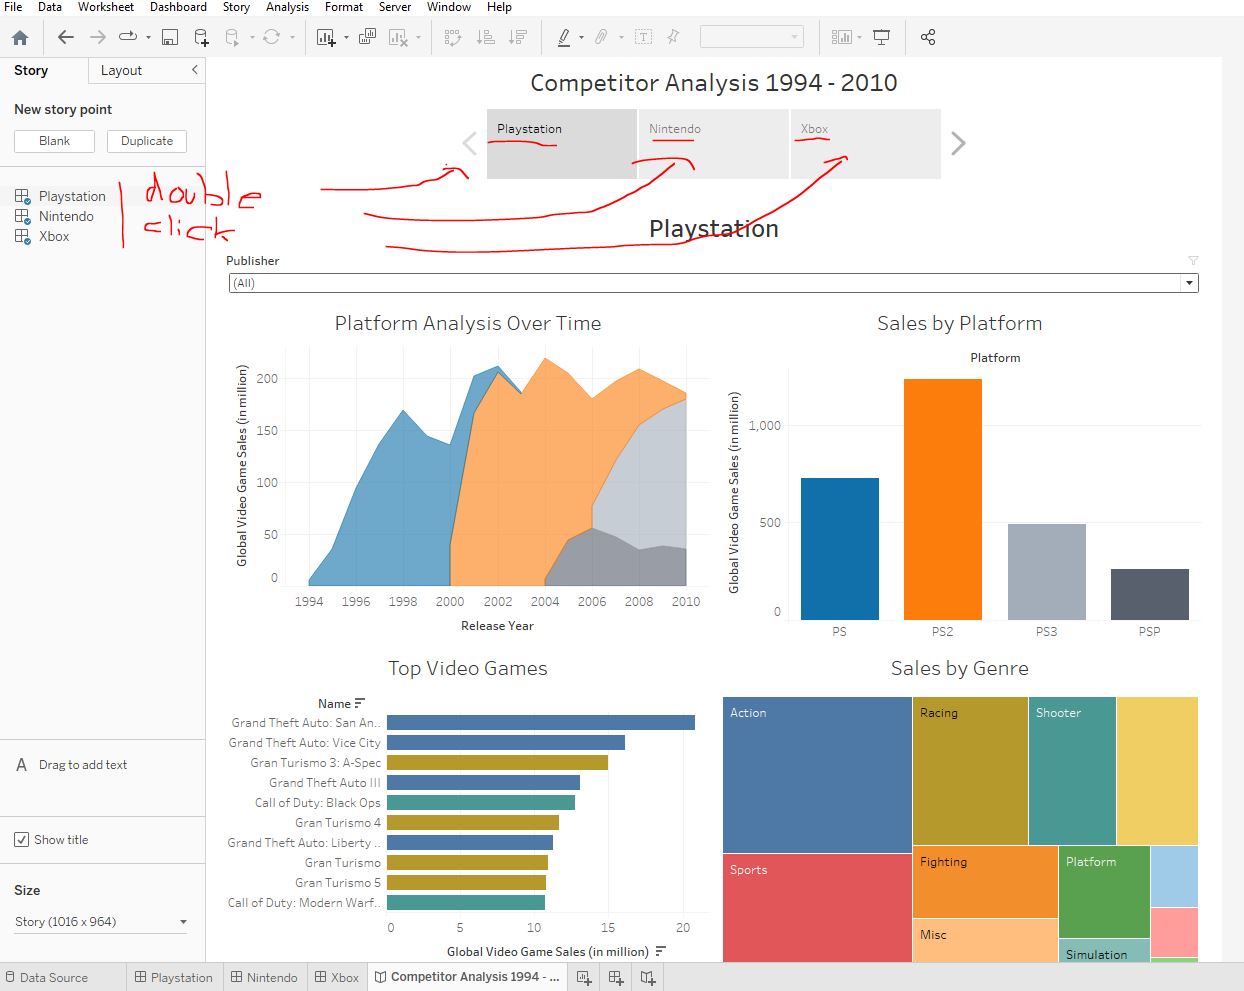 File Data Worksheet Dashboard Story Analysis Format Server Window Help
Story Layout
New story point
Blank Duplicate
Playstation
Nintendo
Xbox
double
click
Drag to add text
Show title
Size
Story (1016 x 964)
Competitor Analysis 1994 - 2010
Playstation Nintendo Xbox
Playstation
Publisher
(All)
Platform Analysis Over Time
Global Video Game Sales (in million)
200
150
100
50
0
1994 1996 1998 2000 2002 2004 2006 2008 2010
Release Year
Sales by Platform
Platform
Global Video Game Sales (in million)
1,000
500
0
PS PS2 PS3 PSP
Top Video Games
Name
Grand Theft Auto: San An..
Grand Theft Auto: Vice City
Gran Turismo 3: A-Spec
Grand Theft Auto III
Call of Duty: Black Ops
Gran Turismo 4
Grand Theft Auto: Liberty ..
Gran Turismo
Gran Turismo 5
Call of Duty: Modern Warf..
0 5 10 15 20
Global Video Game Sales (in million)
Sales by Genre
Action Racing Shooter
Sports Fighting Platform
Misc
Simulation
Data Source Playstation Nintendo Xbox Competitor Analysis 1994 - ...